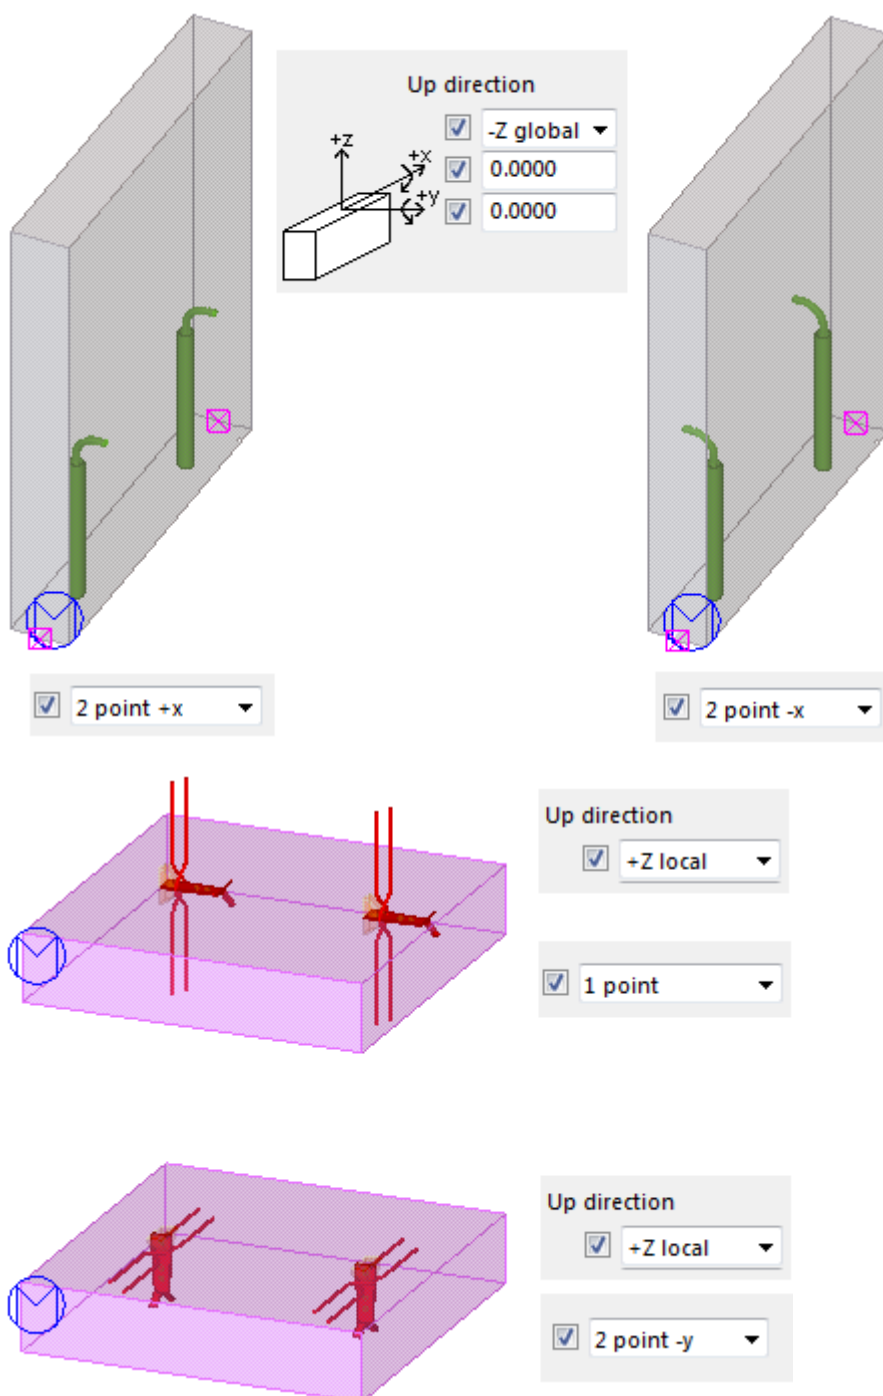 Up direction
-Z global
+z
+x
0.0000
+y
0.0000
2 point +x
2 point -x
Up direction
+Z local
1 point
Up direction
+Z local
2 point -y